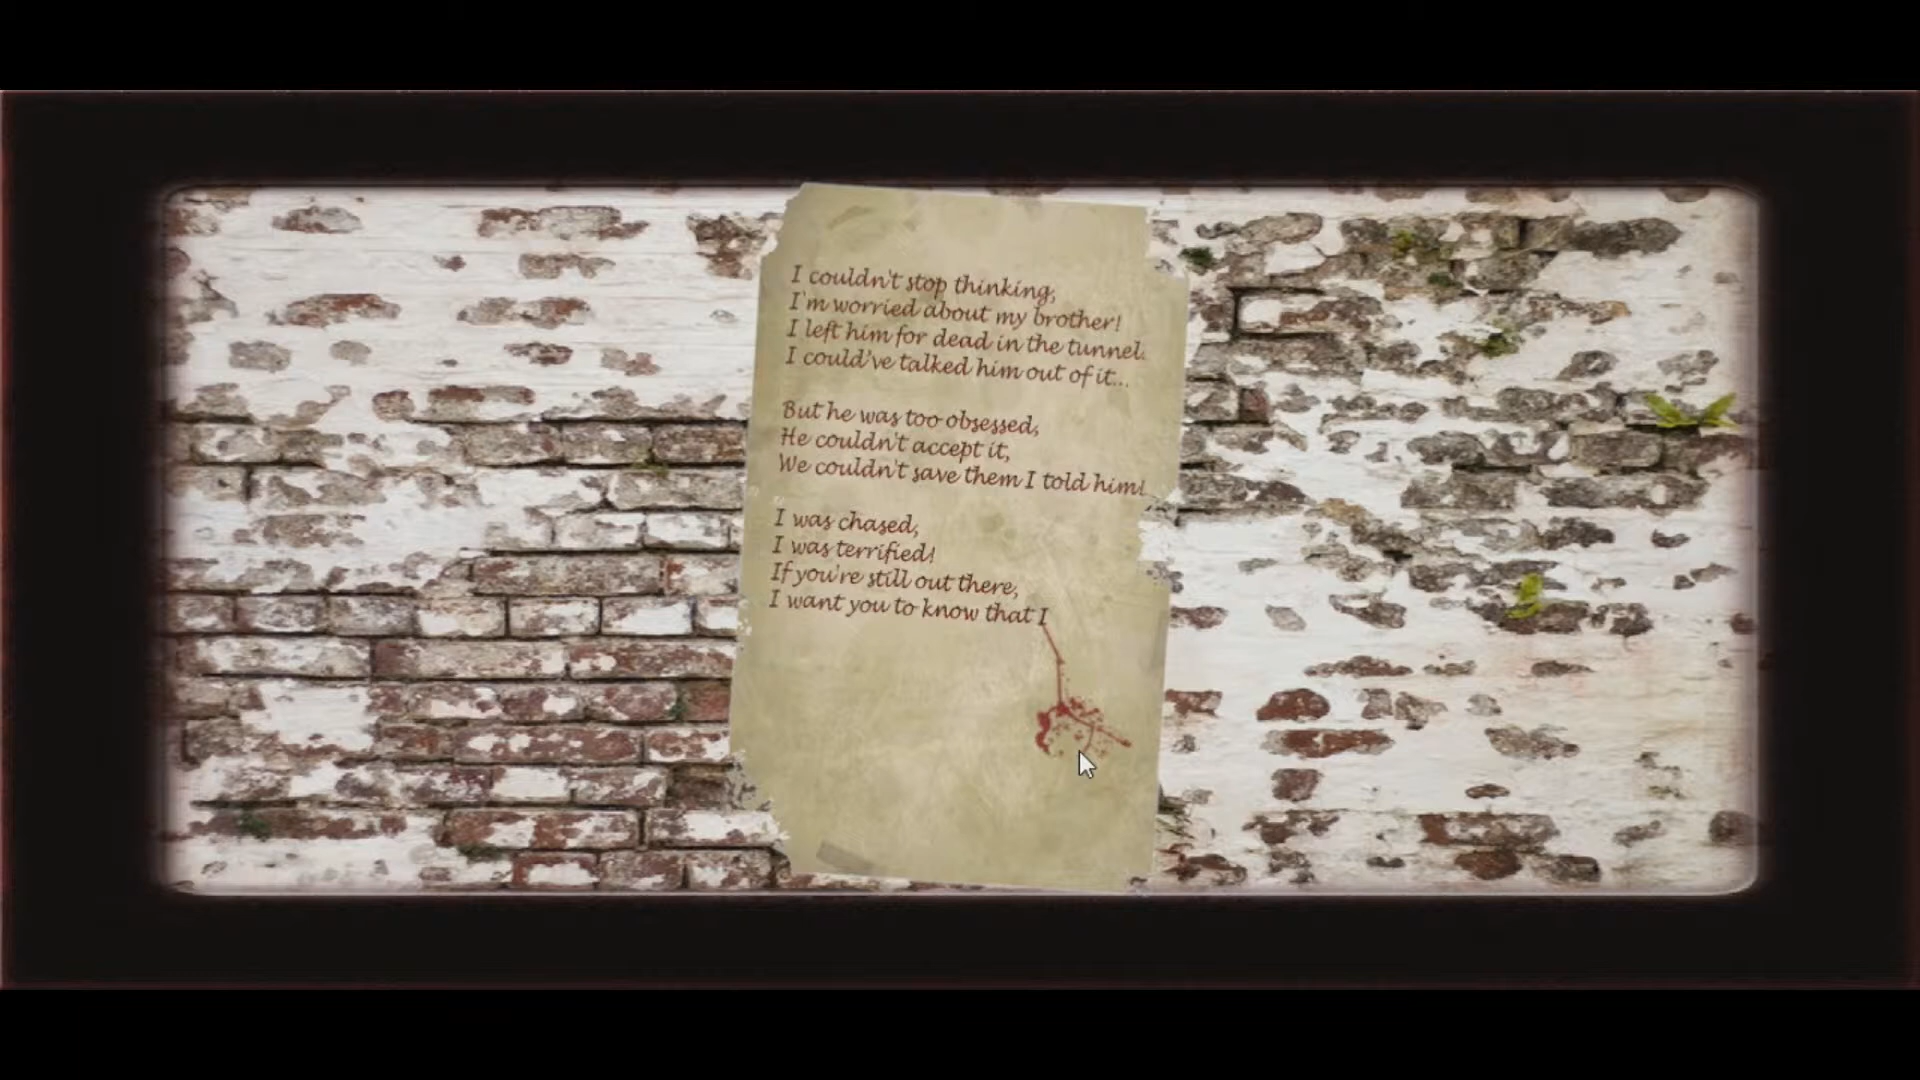 I couldn't stop thinking,
I'm worried about my brother!
I left him for dead in the tunnel.
I could've talked him out of it...
But he was too obsessed,
He couldn't accept it,
We couldn't save them I told him!
I was chased,
I was terrified!
If you're still out there,
I want you to know that I